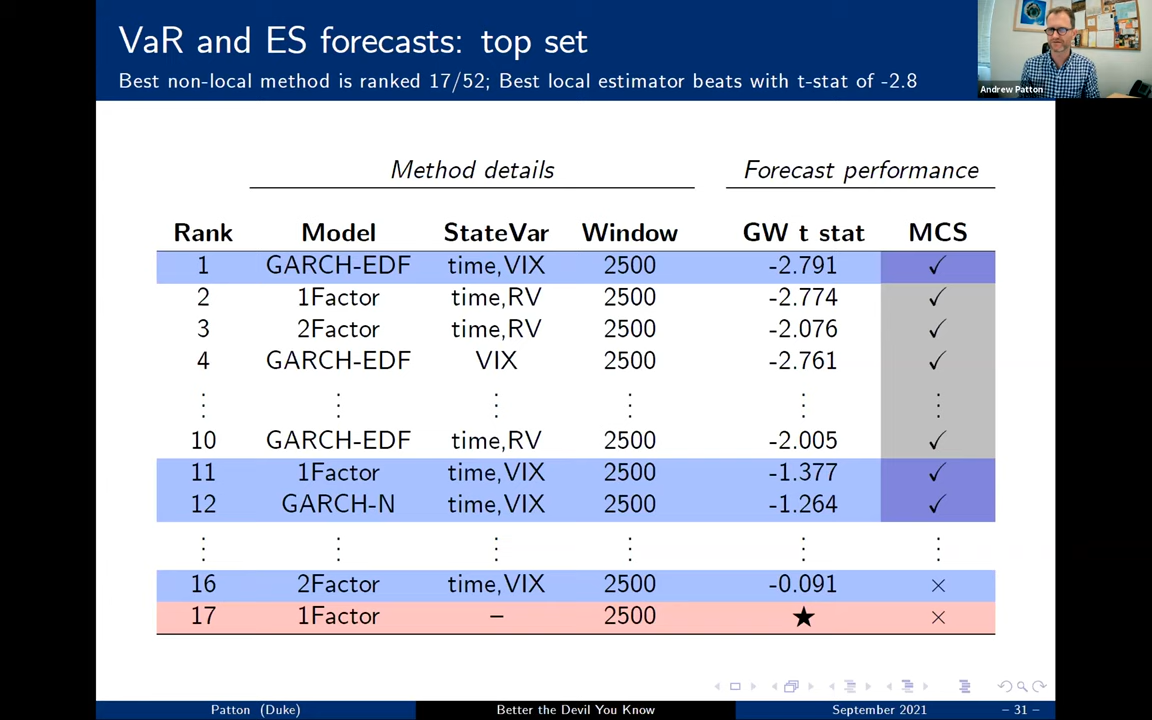 VaR and ES forecasts: top set
Best non-local method is ranked 17/52; Best local estimator beats with t-stat of -2.8
Andrew Patton
Method details Forecast performance
Rank Model StateVar Window GW t stat MCS
1 GARCH-EDF time,VIX 2500 -2.791 ✓
2 1Factor time,RV 2500 -2.774 ✓
3 2Factor time,RV 2500 -2.076 ✓
4 GARCH-EDF VIX 2500 -2.761 ✓
⋮ ⋮ ⋮ ⋮ ⋮ ⋮
10 GARCH-EDF time,RV 2500 -2.005 ✓
11 1Factor time,VIX 2500 -1.377 ✓
12 GARCH-N time,VIX 2500 -1.264 ✓
⋮ ⋮ ⋮ ⋮ ⋮ ⋮
16 2Factor time,VIX 2500 -0.091 ×
17 1Factor – 2500 ★ ×
Patton (Duke) Better the Devil You Know September 2021 – 31 –